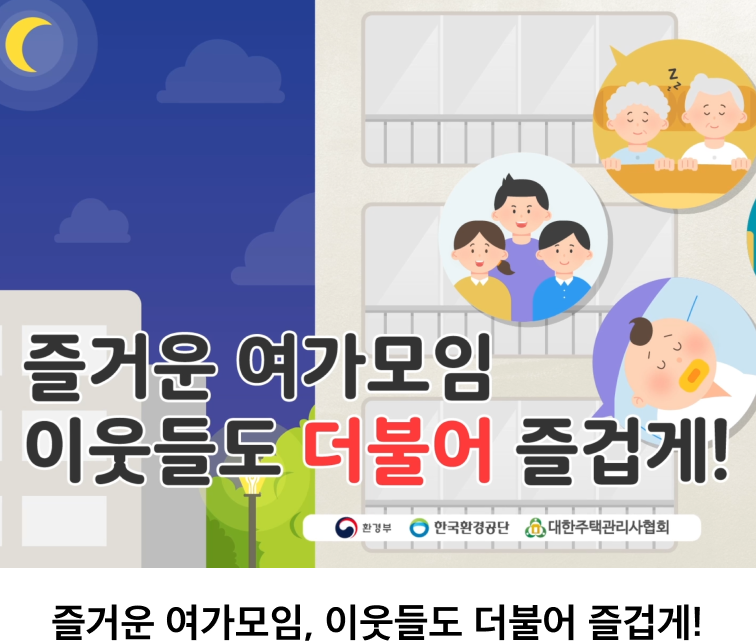 z
z
z
즐거운 여가모임
이웃들도 더불어 즐겁게!
환경부 한국환경공단 대한주택관리사협회
즐거운 여가모임, 이웃들도 더불어 즐겁게!